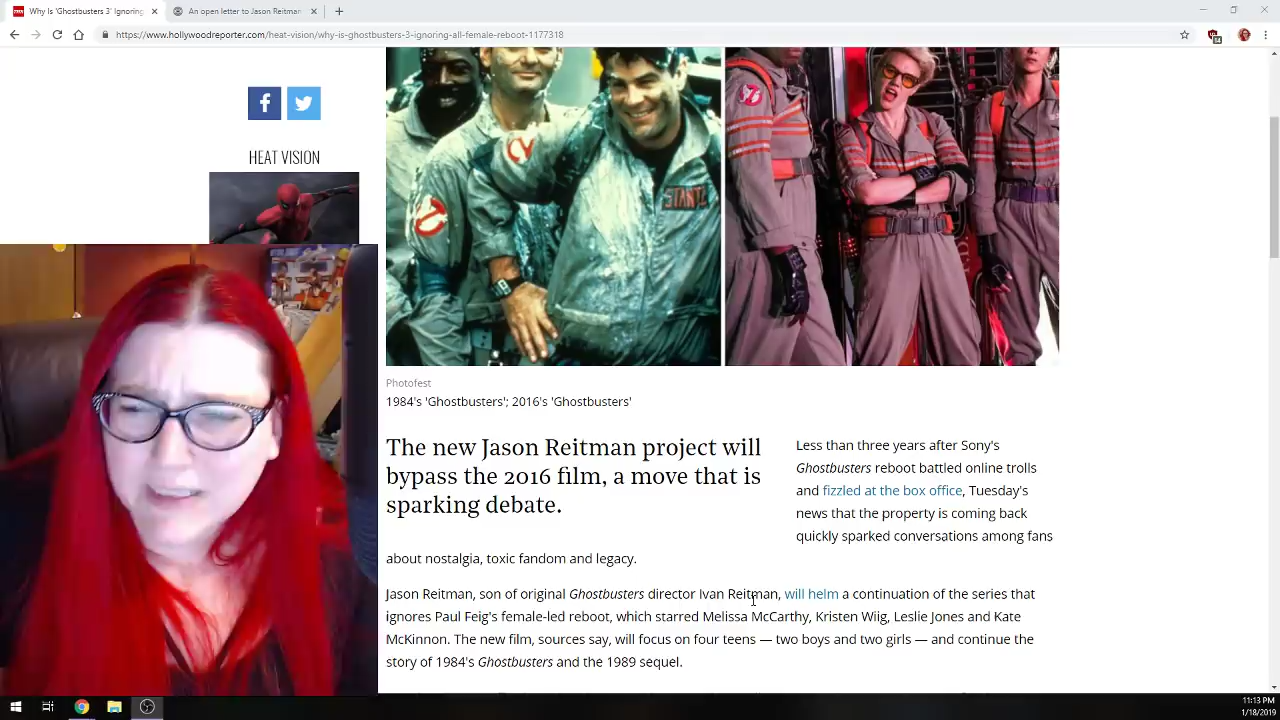 Why Is 'Ghostbusters 3' Ignoring
An open letter to Jason Reitman
https://www.hollywoodreporter.com/heat-vision/why-is-ghostbusters-3-ignoring-all-female-reboot-1177318
HEAT VISION
STANTZ
Photofest
1984's 'Ghostbusters'; 2016's 'Ghostbusters'
The new Jason Reitman project will
bypass the 2016 film, a move that is
sparking debate.
Less than three years after Sony's
Ghostbusters reboot battled online trolls
and fizzled at the box office, Tuesday's
news that the property is coming back
quickly sparked conversations among fans
about nostalgia, toxic fandom and legacy.
Jason Reitman, son of original Ghostbusters director Ivan Reitman, will helm a continuation of the series that
ignores Paul Feig's female-led reboot, which starred Melissa McCarthy, Kristen Wiig, Leslie Jones and Kate
McKinnon. The new film, sources say, will focus on four teens — two boys and two girls — and continue the
story of 1984's Ghostbusters and the 1989 sequel.
11:13 PM
1/18/2019